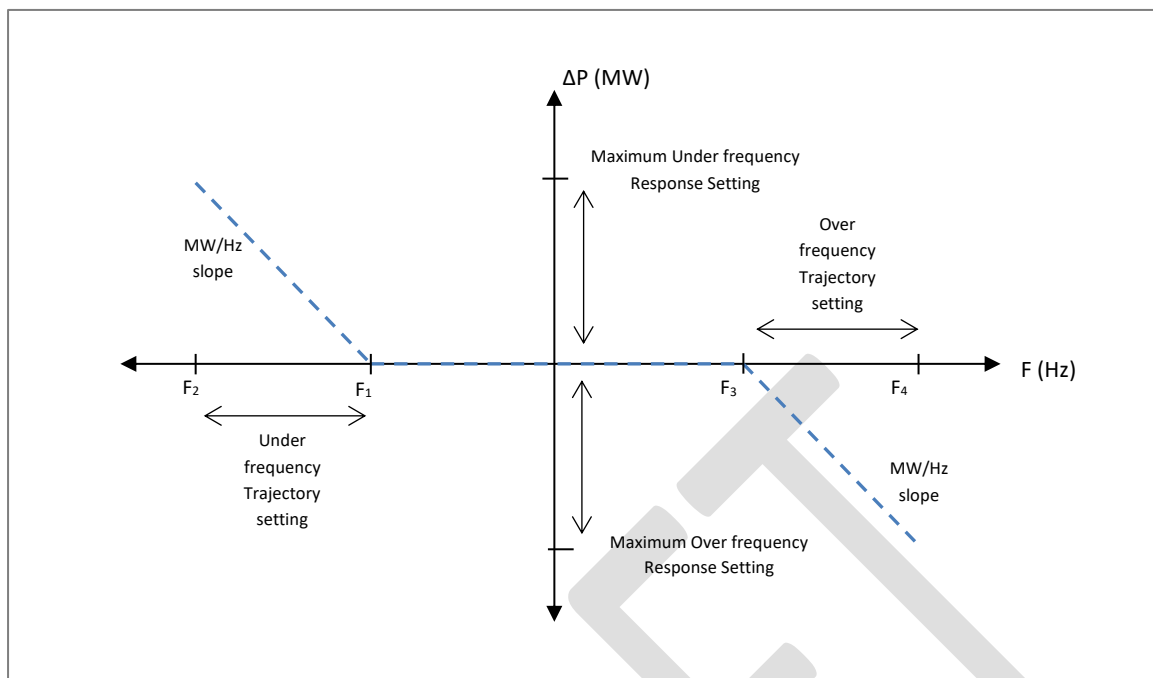 ΔP (MW)
Maximum Under frequency
Response Setting
Over
frequency
Trajectory
setting
MW/Hz
slope
F₂
F₁
F₃
F₄
F (Hz)
Under
frequency
Trajectory
setting
MW/Hz
slope
Maximum Over frequency
Response Setting